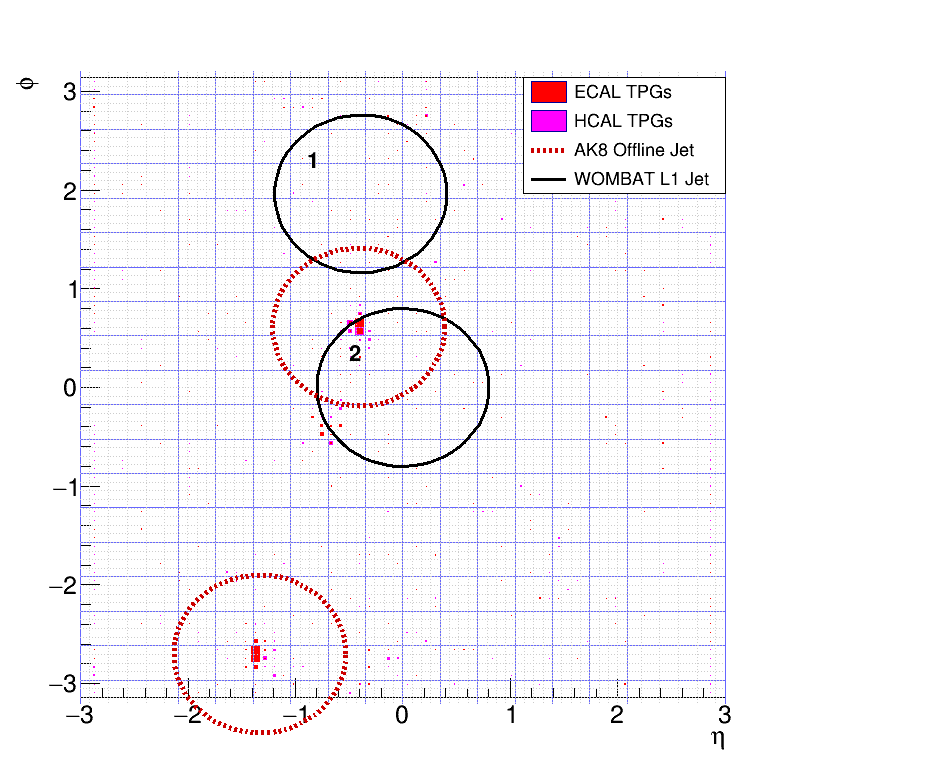 ϕ
3
2
1
0
−1
−2
−3
ECAL TPGs
HCAL TPGs
AK8 Offline Jet
WOMBAT L1 Jet
1
2
−3 −2 −1 0 1 2 3
η